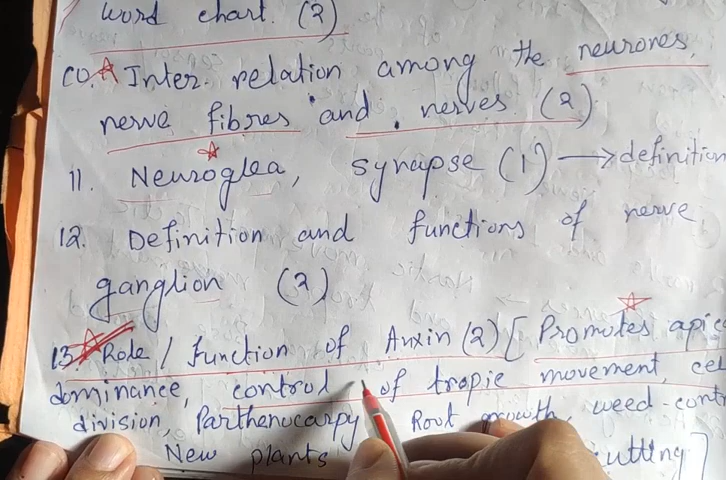 word chart. (2)
10. Inter. relation among the neurones,
nerve fibres and nerves (2)
11. Neuroglea, synapse (1) → definition
12. Definition and functions of nerve
ganglion (2)
13 Role / function of Auxin (2) [Promotes apic
dominance, control of tropic movement, cel
division, Parthenocarpy Root growth, weed-cont
New plants utting]